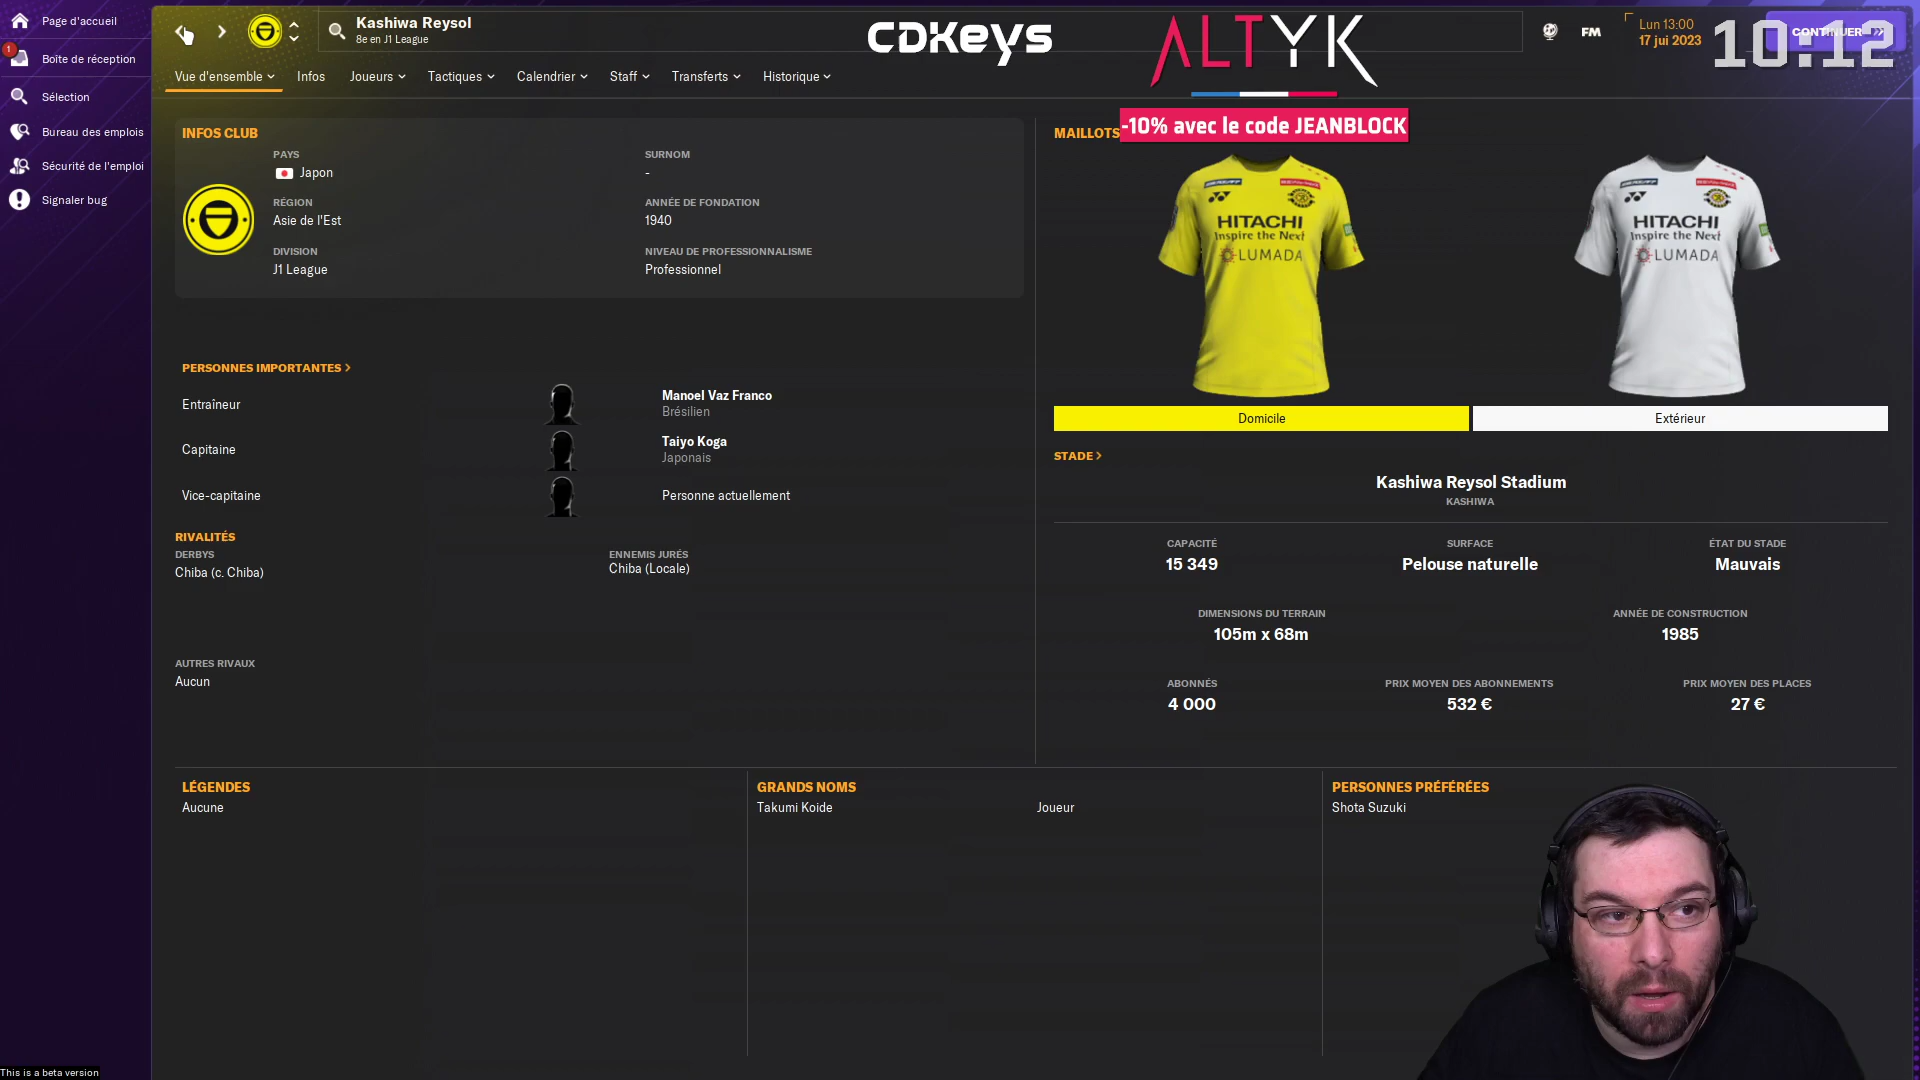 Page d'accueil
1
Boîte de réception
Sélection
Bureau des emplois
Sécurité de l'emploi
Signaler bug
Kashiwa Reysol
8e en J1 League
CDKeys
ALTYK
FM
Lun 13:00
17 jui 2023
CONTINUER
10:12
Vue d'ensemble
Infos
Joueurs
Tactiques
Calendrier
Staff
Transferts
Historique
-10% avec le code JEANBLOCK
INFOS CLUB
PAYS
Japon
SURNOM
-
RÉGION
Asie de l'Est
ANNÉE DE FONDATION
1940
DIVISION
J1 League
NIVEAU DE PROFESSIONNALISME
Professionnel
PERSONNES IMPORTANTES
Entraîneur
Manoel Vaz Franco
Brésilien
Capitaine
Taiyo Koga
Japonais
Vice-capitaine
Personne actuellement
RIVALITÉS
DERBYS
Chiba (c. Chiba)
ENNEMIS JURÉS
Chiba (Locale)
AUTRES RIVAUX
Aucun
MAILLOTS
HITACHI
Inspire the Next
LUMADA
HITACHI
Inspire the Next
LUMADA
Domicile
Extérieur
STADE
Kashiwa Reysol Stadium
KASHIWA
CAPACITÉ
15 349
SURFACE
Pelouse naturelle
ÉTAT DU STADE
Mauvais
DIMENSIONS DU TERRAIN
105m x 68m
ANNÉE DE CONSTRUCTION
1985
ABONNÉS
4 000
PRIX MOYEN DES ABONNEMENTS
532 €
PRIX MOYEN DES PLACES
27 €
LÉGENDES
Aucune
GRANDS NOMS
Takumi Koide
Joueur
PERSONNES PRÉFÉRÉES
Shota Suzuki
This is a beta version